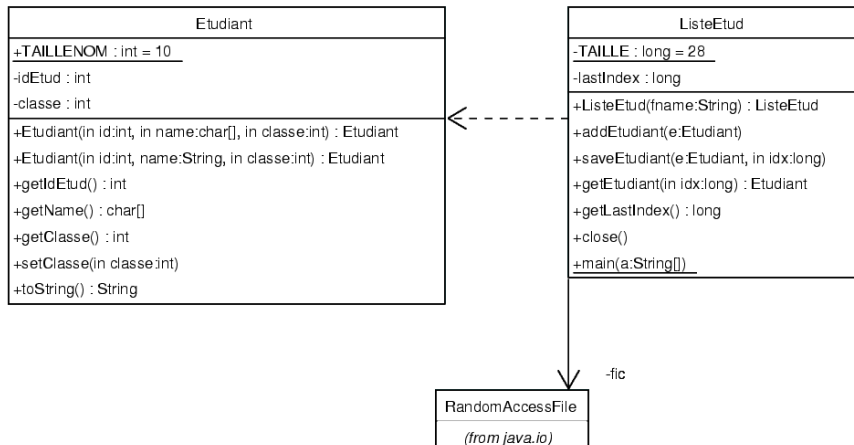 Etudiant
+TAILLENOM : int = 10
-idEtud : int
-classe : int
+Etudiant(in id:int, in name:char[], in classe:int) : Etudiant
+Etudiant(in id:int, name:String, in classe:int) : Etudiant
+getIdEtud() : int
+getName() : char[]
+getClasse() : int
+setClasse(in classe:int)
+toString() : String
ListeEtud
-TAILLE : long = 28
-lastIndex : long
+ListeEtud(fname:String) : ListeEtud
+addEtudiant(e:Etudiant)
+saveEtudiant(e:Etudiant, in idx:long)
+getEtudiant(in idx:long) : Etudiant
+getLastIndex() : long
+close()
+main(a:String[])
-fic
RandomAccessFile
(from java.io)